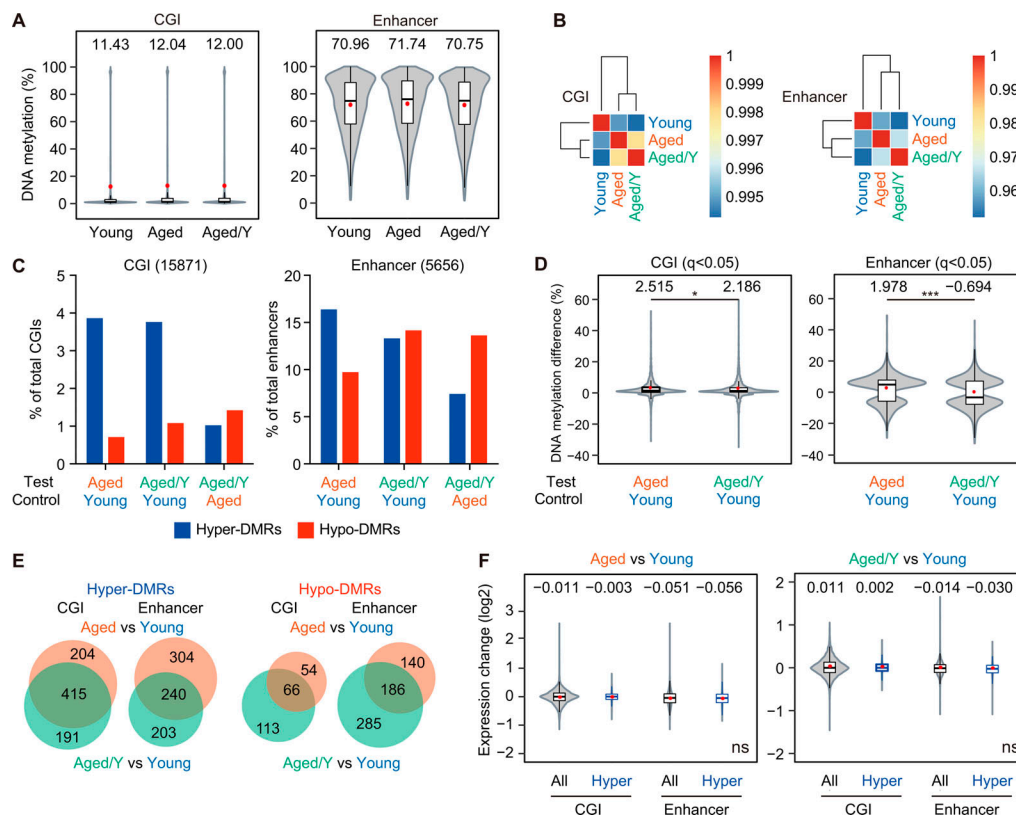 A
CGI
Enhancer
11.43 12.04 12.00
70.96 71.74 70.75
DNA metylation (%)
100
80
60
40
20
0
100
80
60
40
20
0
Young Aged Aged/Y
Young Aged Aged/Y
B
CGI
Young
Aged
Aged/Y
Young
Aged
Aged/Y
1
0.999
0.998
0.997
0.996
0.995
Enhancer
Young
Aged
Aged/Y
Young
Aged
Aged/Y
1
0.99
0.98
0.97
0.96
C
CGI (15871)
Enhancer (5656)
% of total CGIs
5
4
3
2
1
0
% of total enhancers
20
15
10
5
0
Test
Control
Aged Aged/Y Aged/Y
Young Young Aged
Aged Aged/Y Aged/Y
Young Young Aged
Hyper-DMRs Hypo-DMRs
D
CGI (q<0.05)
Enhancer (q<0.05)
2.515 2.186
*
1.978 −0.694
***
DNA metylation difference (%)
60
40
20
0
−20
−40
60
40
20
0
−20
−40
Test
Control
Aged Aged/Y
Young Young
Aged Aged/Y
Young Young
E
Hyper-DMRs
CGI Enhancer
Aged vs Young
204
415
191
304
240
203
Aged/Y vs Young
Hypo-DMRs
CGI Enhancer
Aged vs Young
54
66
113
140
186
285
Aged/Y vs Young
F
Aged vs Young
Aged/Y vs Young
−0.011 −0.003 −0.051 −0.056
0.011 0.002 −0.014 −0.030
Expression change (log2)
3
2
1
0
−1
−2
2
1
0
−1
−2
ns
ns
All Hyper All Hyper
CGI Enhancer
All Hyper All Hyper
CGI Enhancer